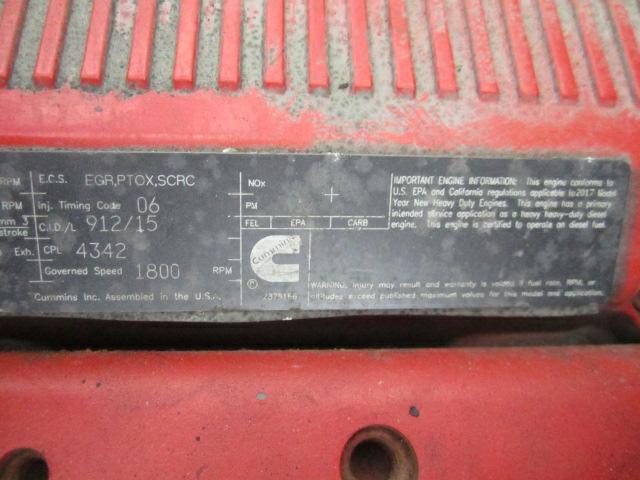 RPM E.C.S. EGR,PTOX,SCRC
RPM Inj. Timing Code 06
mm 3
stroke C.I.D./L 912/15
Exh. CPL 4342
Governed Speed 1800 RPM
Cummins Inc. Assembled in the U.S.A.
NOx
PM
FEL EPA CARB
Cummins
IMPORTANT ENGINE INFORMATION: This engine conforms to
U.S. EPA and California regulations applicable to 2017 Model
Year New Heavy Duty Engines. This engine has a primary
intended service application as a heavy heavy-duty diesel
engine. This engine is certified to operate on diesel fuel.
WARNING: Injury may result and warranty is voided if fuel rate, RPM, or
altitudes exceed published maximum values for this model and application.